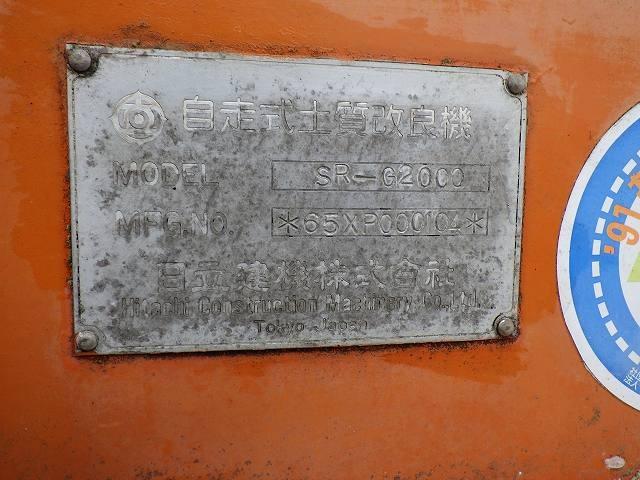 自走式土質改良機
MODEL SR-G2000
MFG.NO. *65XP000104*
日立建機株式会社
Hitachi Construction Machinery Co.,Ltd.
Tokyo Japan
'91